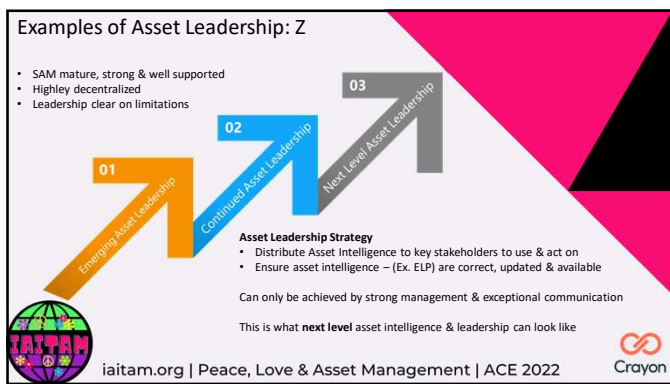 Examples of Asset Leadership: Z
• SAM mature, strong & well supported
• Highley decentralized
• Leadership clear on limitations
01
Emerging Asset Leadership
02
Continued Asset Leadership
03
Next Level Asset Leadership
Asset Leadership Strategy
• Distribute Asset Intelligence to key stakeholders to use & act on
• Ensure asset intelligence – (Ex. ELP) are correct, updated & available
Can only be achieved by strong management & exceptional communication
This is what next level asset intelligence & leadership can look like
IAITAM
iaitam.org | Peace, Love & Asset Management | ACE 2022
Crayon